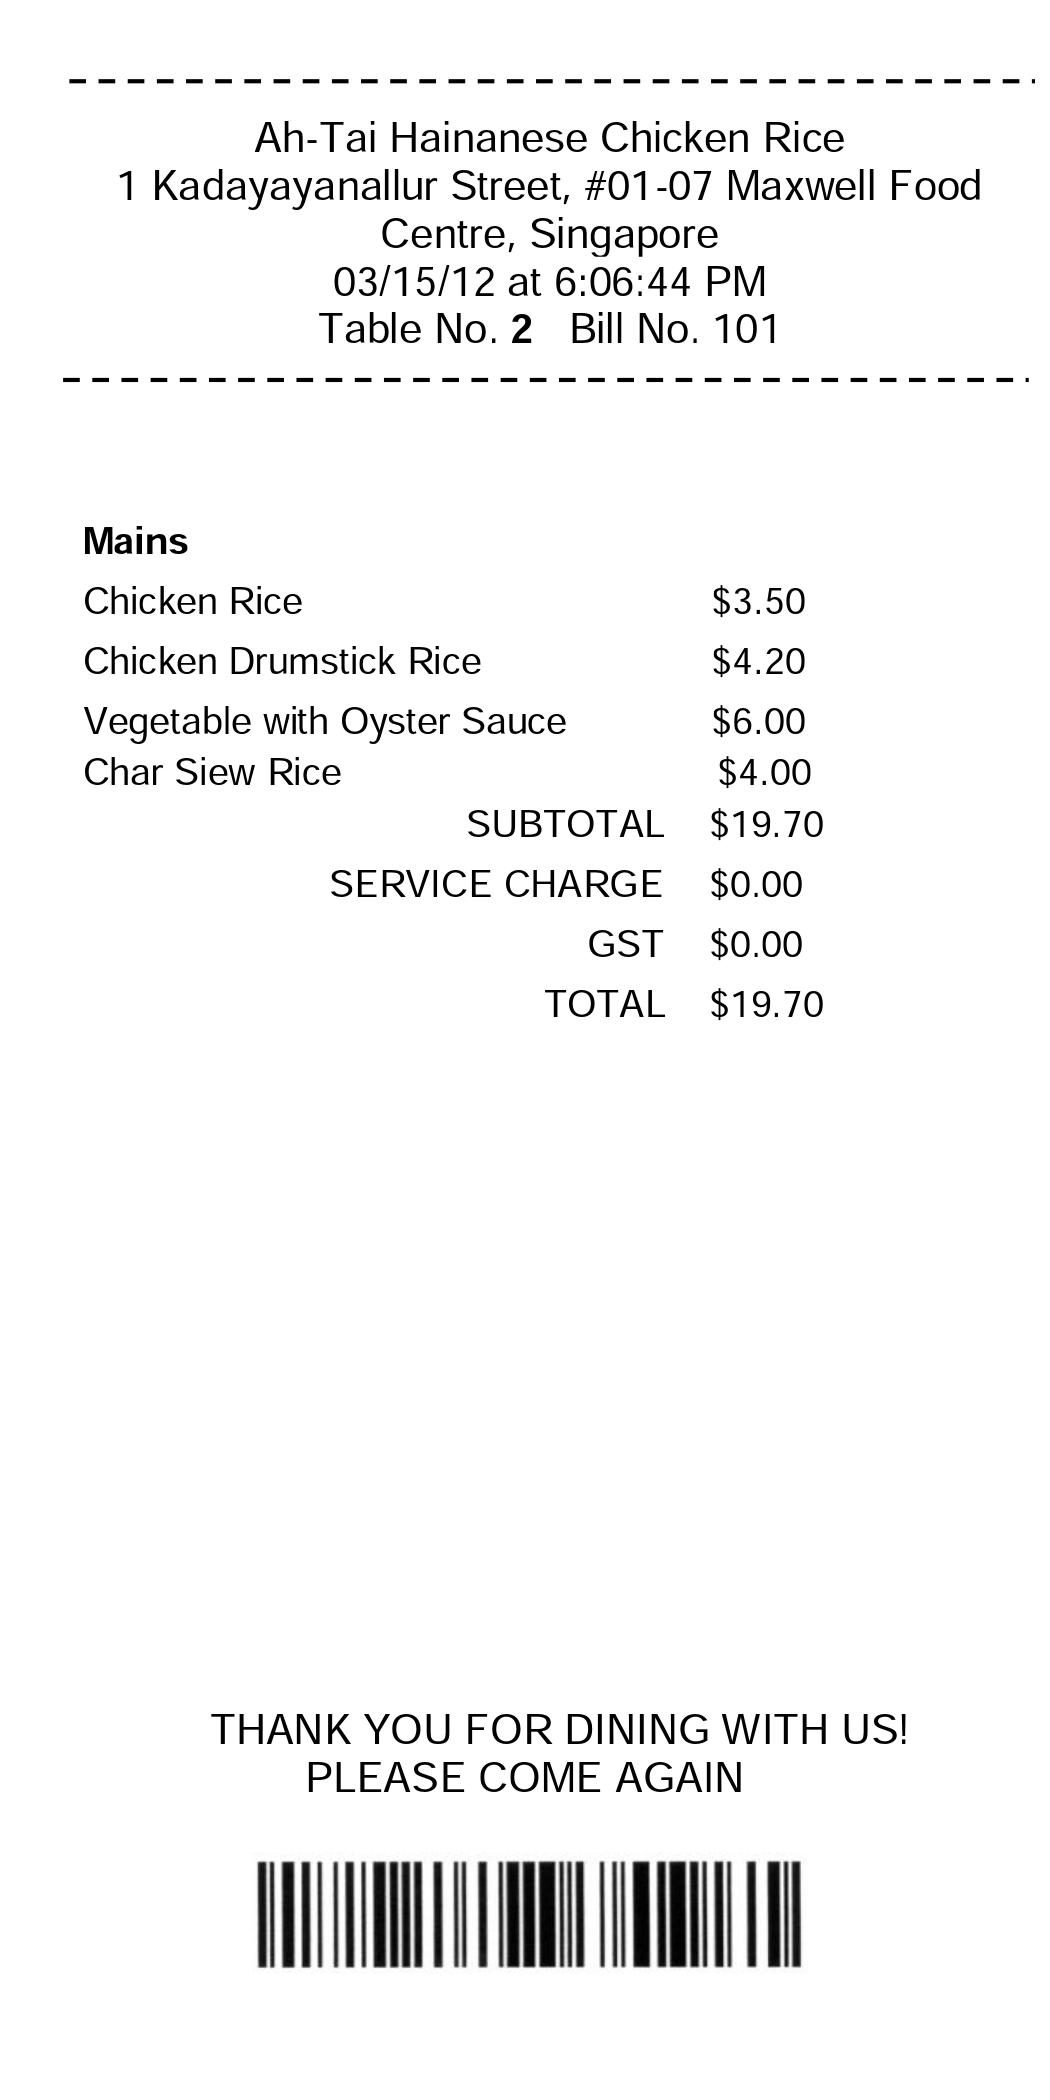 Ah-Tai Hainanese Chicken Rice
1 Kadayayanallur Street, #01-07 Maxwell Food
Centre, Singapore
03/15/12 at 6:06:44 PM
Table No. 2 Bill No. 101
Mains
Chicken Rice $3.50
Chicken Drumstick Rice $4.20
Vegetable with Oyster Sauce $6.00
Char Siew Rice $4.00
SUBTOTAL $19.70
SERVICE CHARGE $0.00
GST $0.00
TOTAL $19.70
THANK YOU FOR DINING WITH US!
PLEASE COME AGAIN